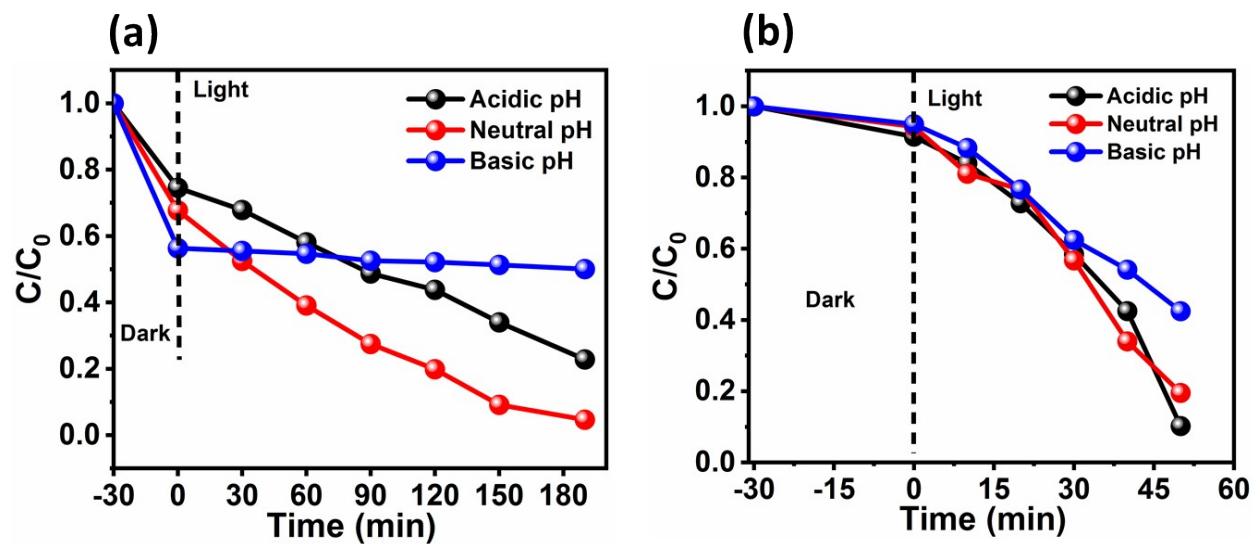 (a)
Light
Acidic pH
Neutral pH
Basic pH
Dark
C/C0
1.0
0.8
0.6
0.4
0.2
0.0
-30 0 30 60 90 120 150 180
Time (min)
(b)
Light
Acidic pH
Neutral pH
Basic pH
Dark
C/C0
1.0
0.8
0.6
0.4
0.2
0.0
-30 -15 0 15 30 45 60
Time (min)